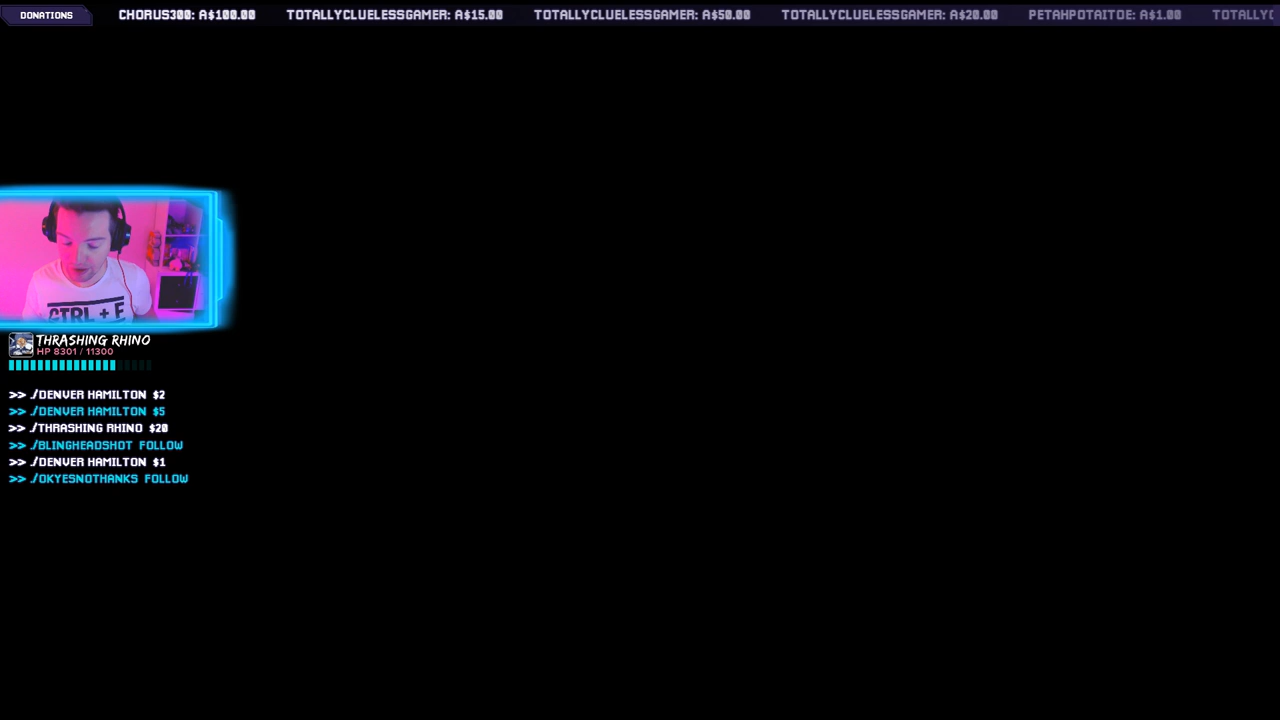 DONATIONS CHORUS300: A$100.00 TOTALLYCLUELESSGAMER: A$15.00 TOTALLYCLUELESSGAMER: A$50.00 TOTALLYCLUELESSGAMER: A$20.00 PETAHPOTAITOE: A$1.00
CTRL + F
THRASHING RHINO
HP 8301 / 11300
>> ./DENVER HAMILTON $2
>> ./DENVER HAMILTON $5
>> ./THRASHING RHINO $20
>> ./BLINGHEADSHOT FOLLOW
>> ./DENVER HAMILTON $1
>> ./OKYESNOTHANKS FOLLOW